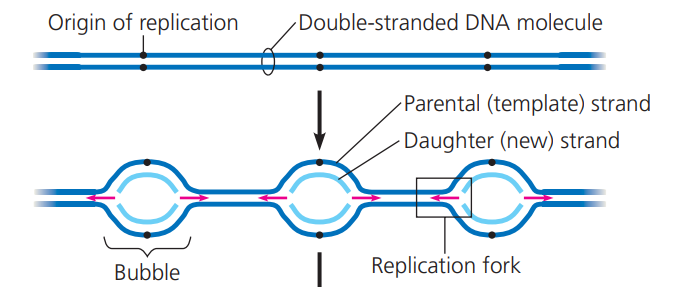 Origin of replication
Double-stranded DNA molecule
Parental (template) strand
Daughter (new) strand
Bubble
Replication fork